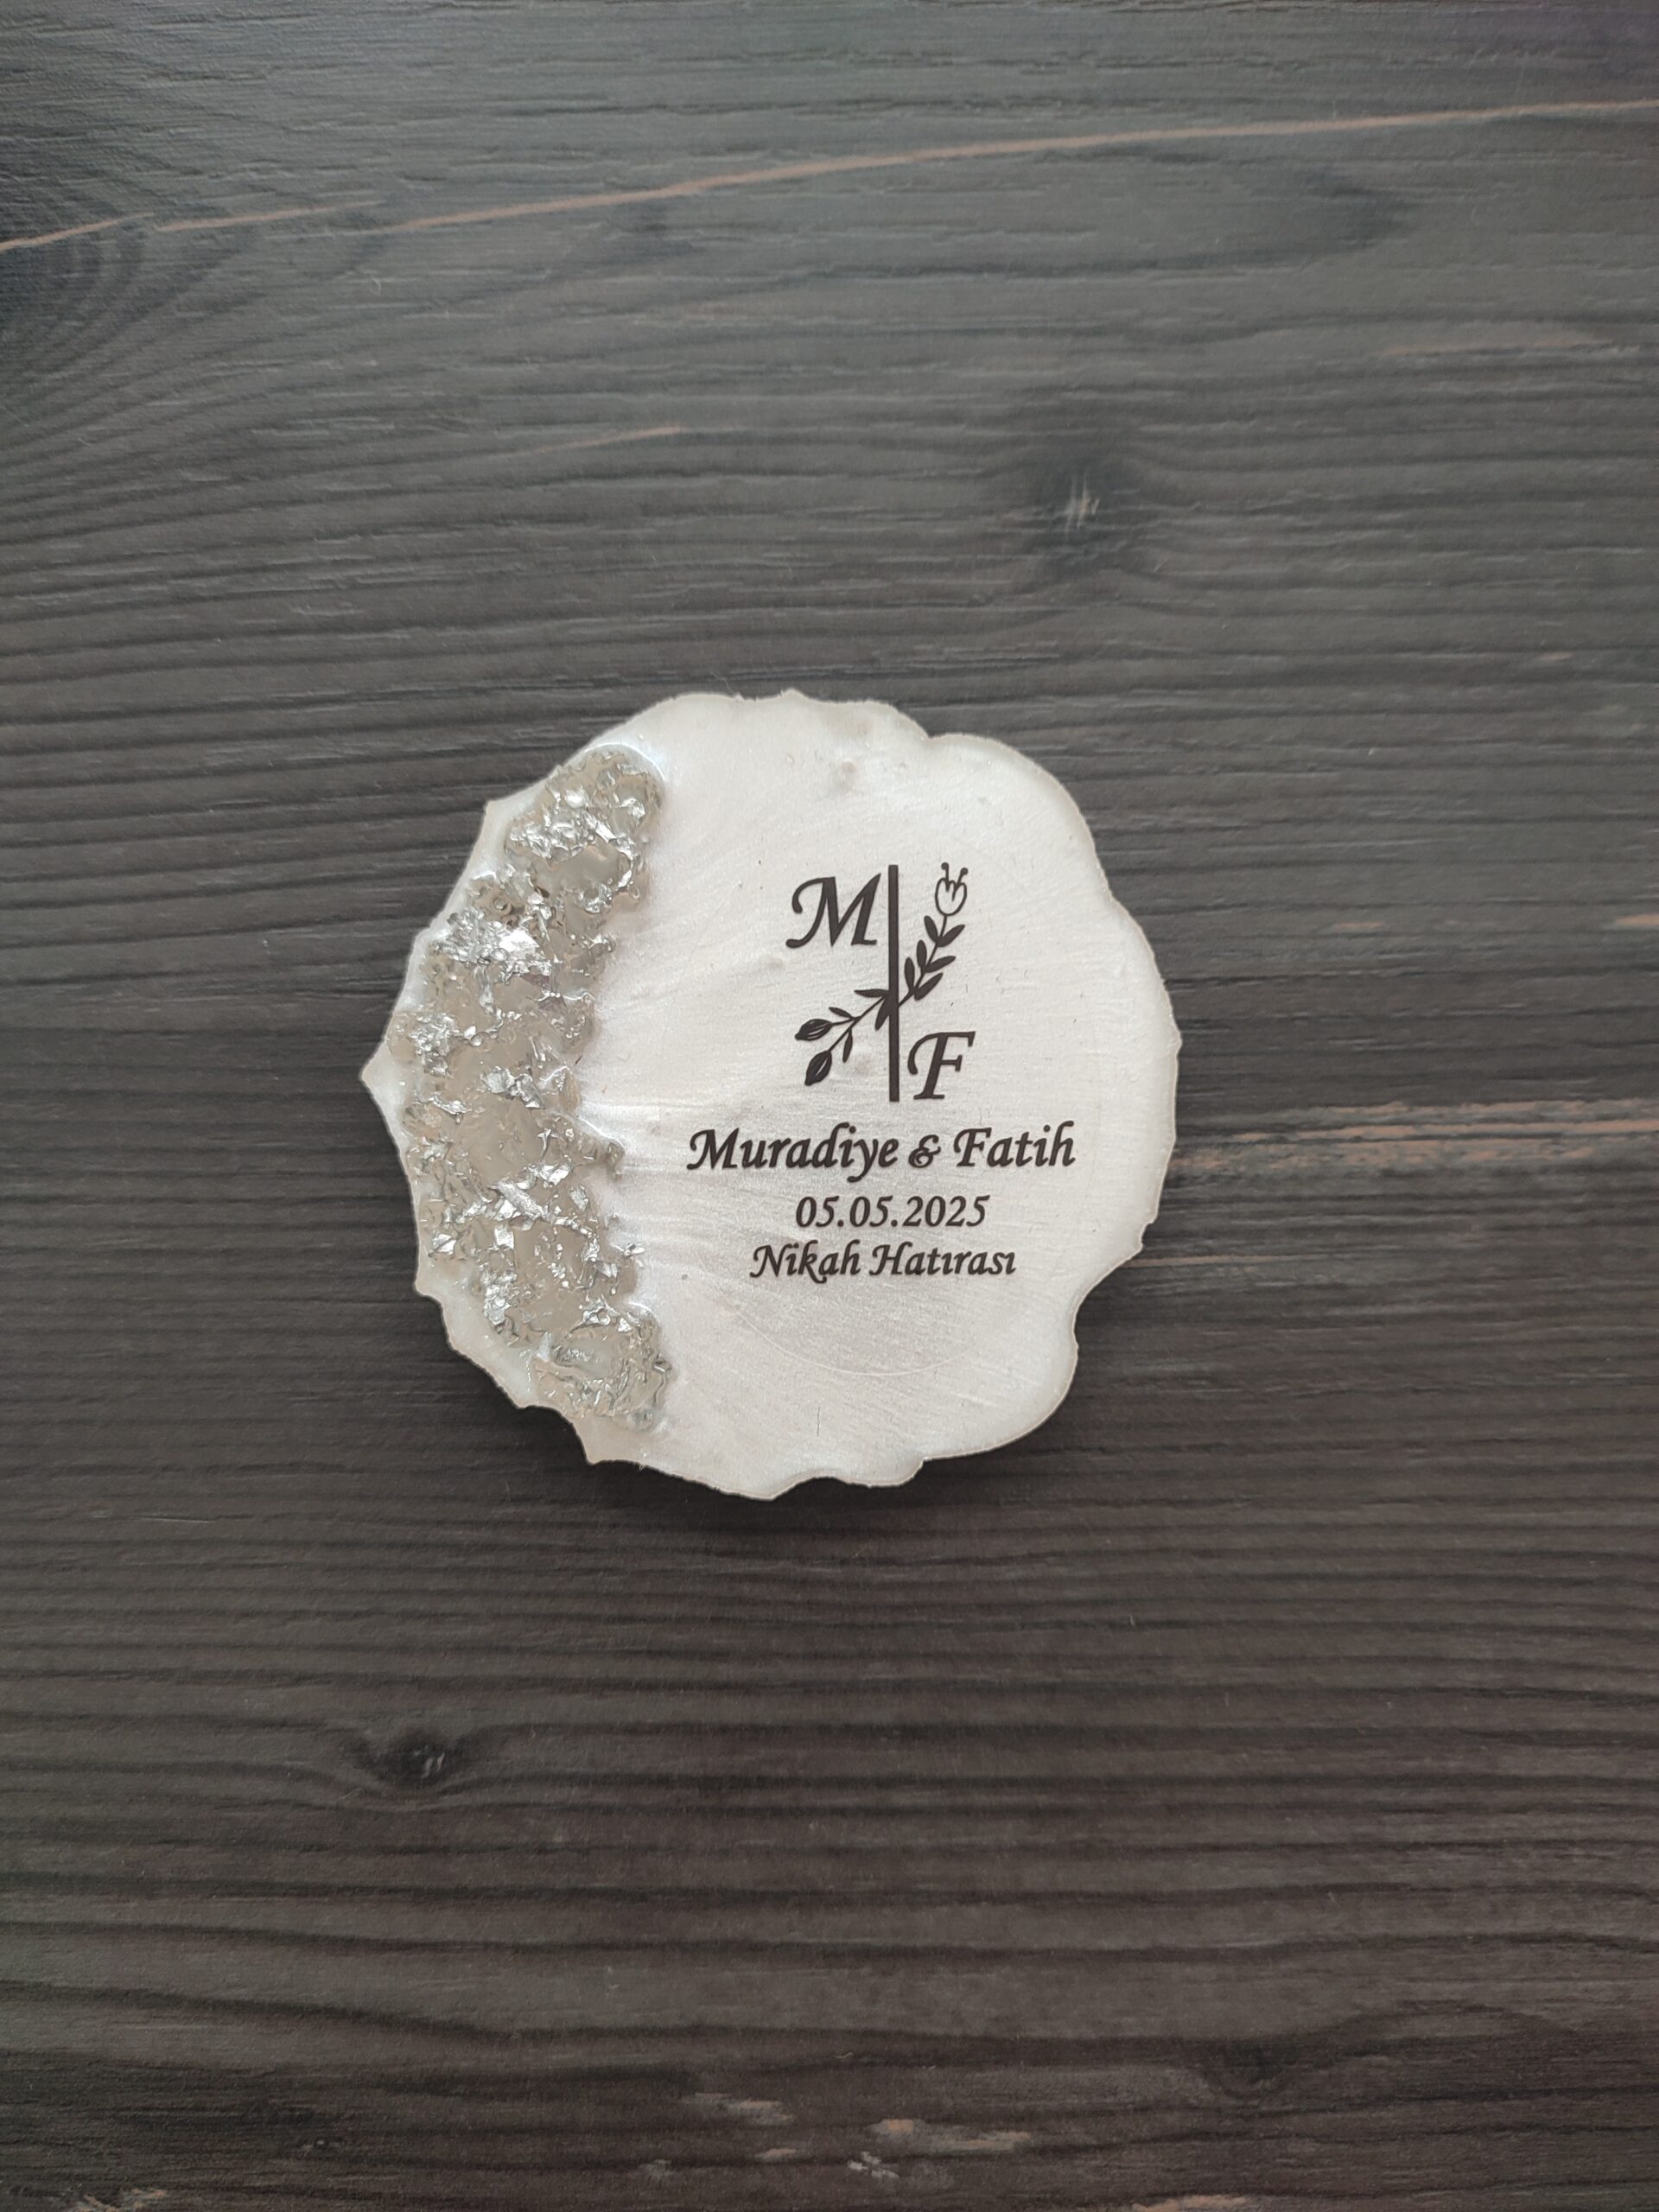 M
F
Muradiye & Fatih
05.05.2025
Nikah Hatırası